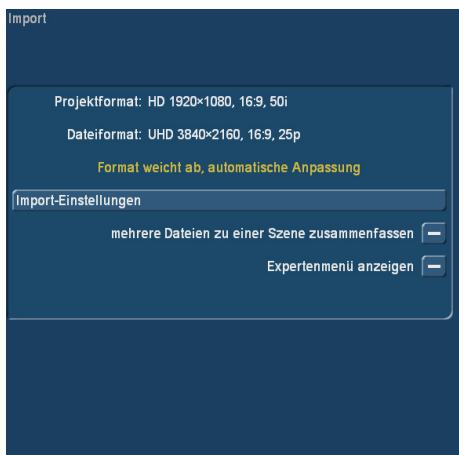 Import
Projektformat: HD 1920×1080, 16:9, 50i
Dateiformat: UHD 3840×2160, 16:9, 25p
Format weicht ab, automatische Anpassung
Import-Einstellungen
mehrere Dateien zu einer Szene zusammenfassen
Expertenmenü anzeigen